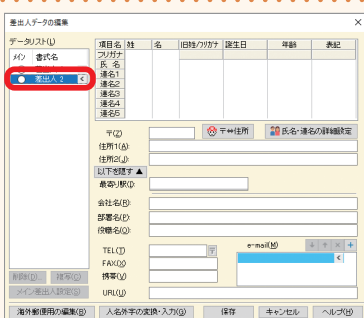 差出人データの編集 ×
データリスト(L)
メイン 書式名
差出人 2
項目名 姓 名 旧姓/フリガナ 誕生日 年齢 表記
フリガナ
氏 名
連名1
連名2
連名3
連名4
連名5
〒(Z) 〒⇔住所 氏名・連名の詳細設定
住所1(A):
住所2(J):
以下を隠す ▲
最寄り駅(I):
会社名(R):
部署名(P):
役職名(Q):
TEL(T) 〒 e-mail(M) ↓ ↑ × +
FAX(X)
携帯(V)
URL(U)
削除(D)... 複写(C)
メイン差出人設定(S)
海外郵便用の編集(B) 人名外字の変換・入力(G) 保存 キャンセル ヘルプ(H)